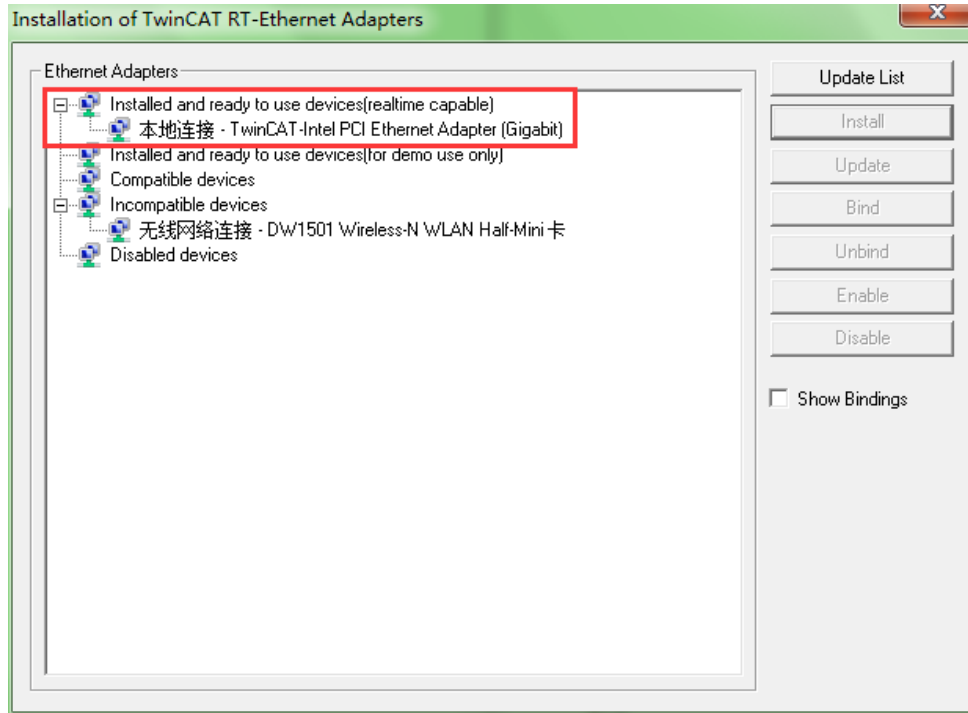 Installation of TwinCAT RT-Ethernet Adapters
Ethernet Adapters
Installed and ready to use devices(realtime capable)
本地连接 - TwinCAT-Intel PCI Ethernet Adapter (Gigabit)
Installed and ready to use devices(for demo use only)
Compatible devices
Incompatible devices
无线网络连接 - DW1501 Wireless-N WLAN Half-Mini 卡
Disabled devices
Update List
Install
Update
Bind
Unbind
Enable
Disable
Show Bindings